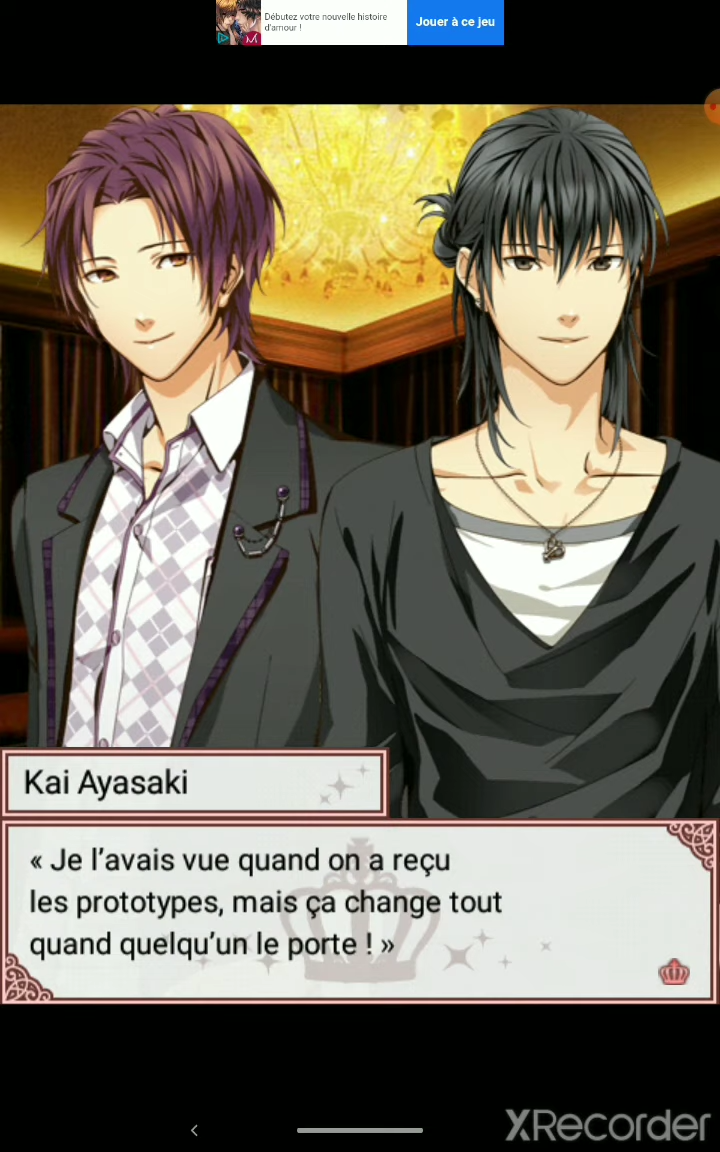 Débutez votre nouvelle histoire
d'amour !
Jouer à ce jeu
Kai Ayasaki
« Je l’avais vue quand on a reçu
les prototypes, mais ça change tout
quand quelqu’un le porte ! »
XRecorder